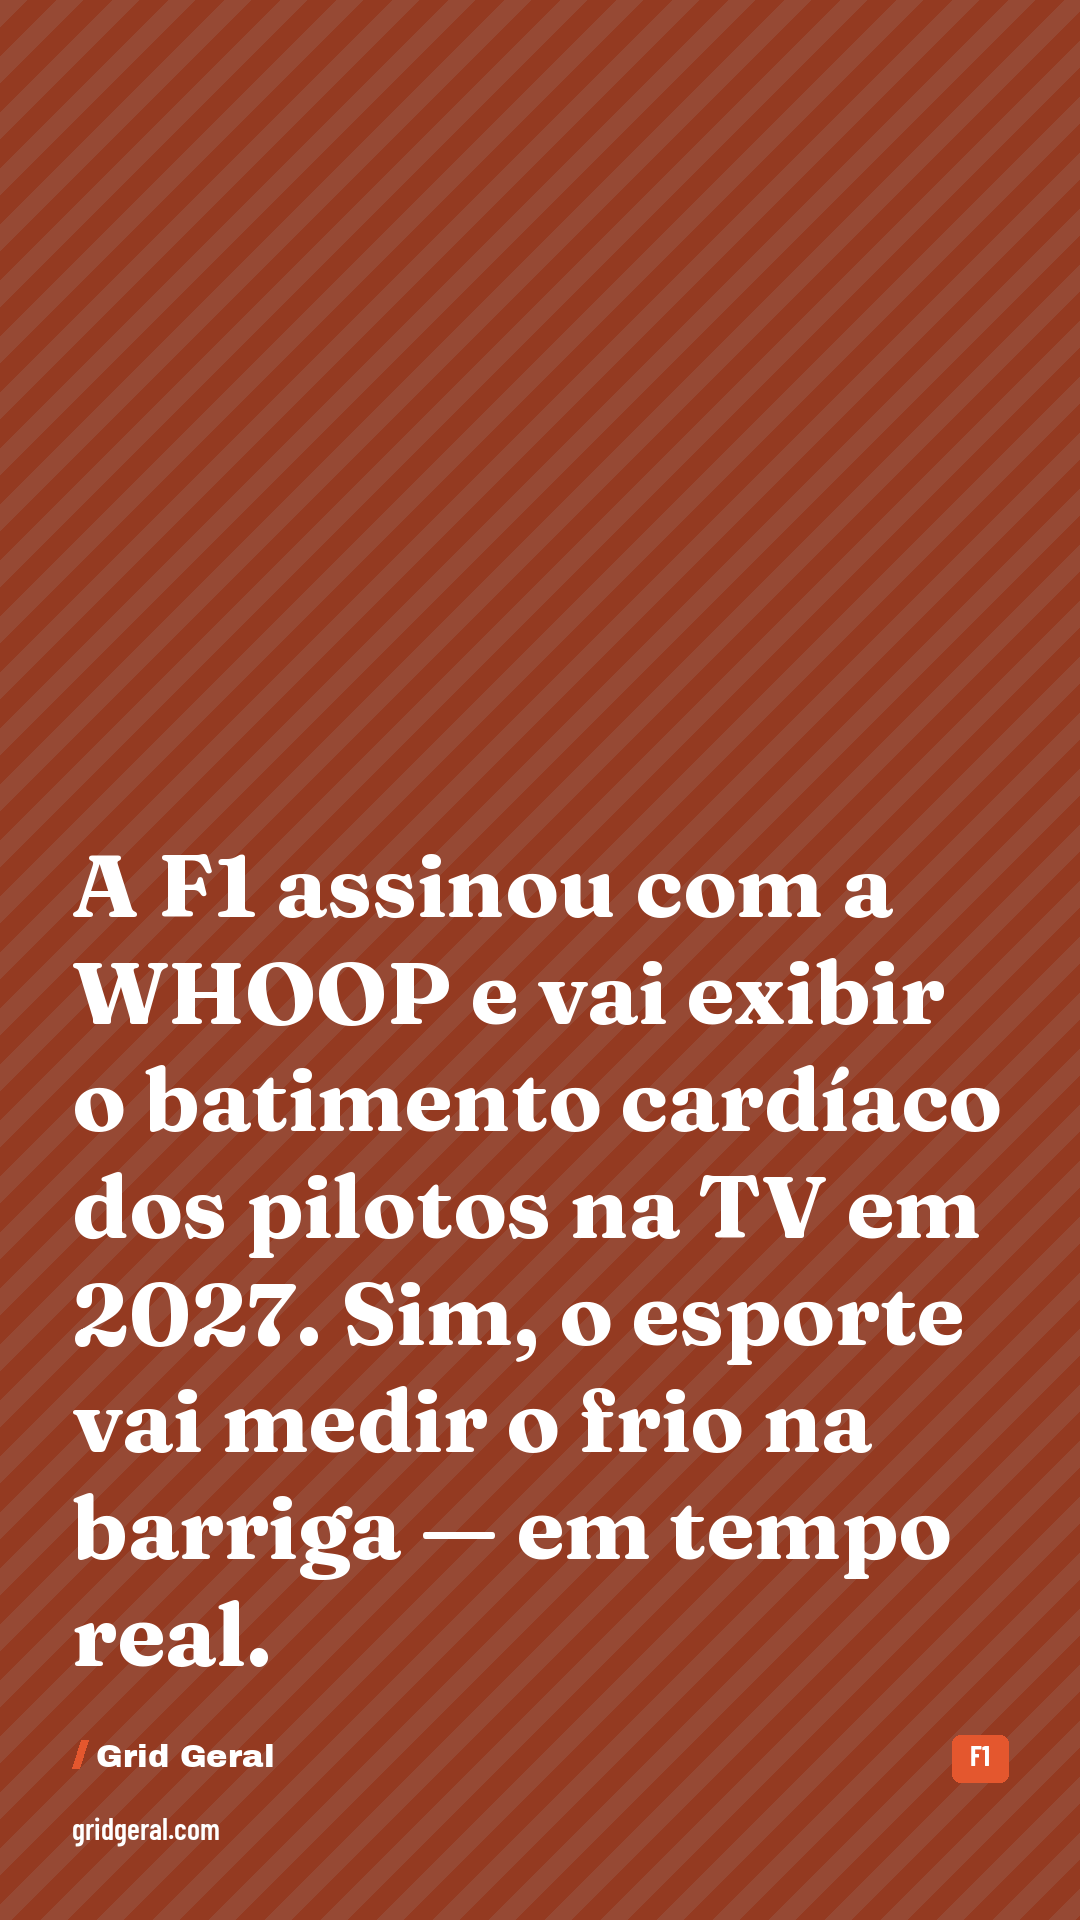 A F1 assinou com a
WHOOP e vai exibir
o batimento cardíaco
dos pilotos na TV em
2027. Sim, o esporte
vai medir o frio na
barriga — em tempo
real.
/ Grid Geral
F1
gridgeral.com